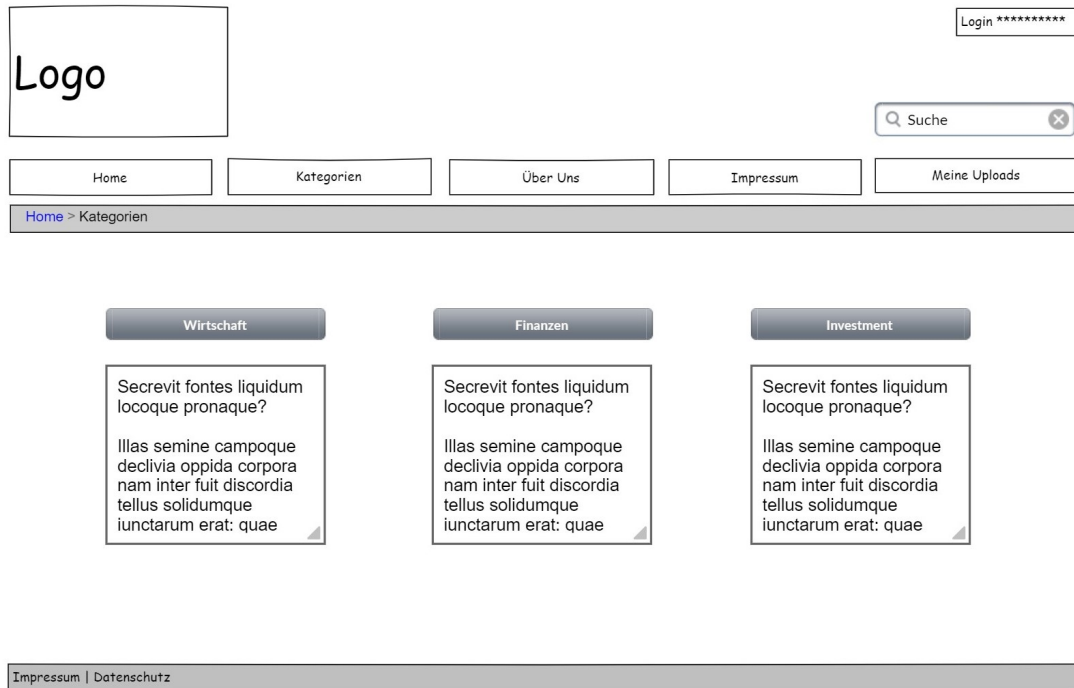 Login **********
Logo
Suche
Home
Kategorien
Über Uns
Impressum
Meine Uploads
Home > Kategorien
Wirtschaft
Secrevit fontes liquidum
locoque pronaque?
Illas semine campoque
declivia oppida corpora
nam inter fuit discordia
tellus solidumque
iunctarum erat: quae
Finanzen
Secrevit fontes liquidum
locoque pronaque?
Illas semine campoque
declivia oppida corpora
nam inter fuit discordia
tellus solidumque
iunctarum erat: quae
Investment
Secrevit fontes liquidum
locoque pronaque?
Illas semine campoque
declivia oppida corpora
nam inter fuit discordia
tellus solidumque
iunctarum erat: quae
Impressum | Datenschutz